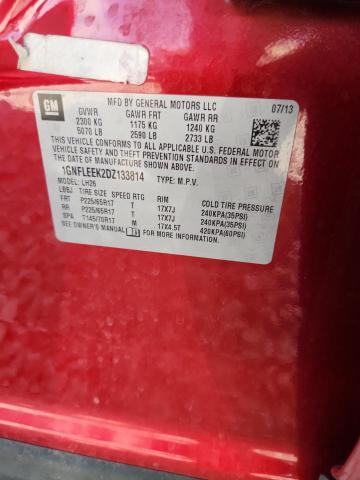 GM MFD BY GENERAL MOTORS LLC 07/13
GVWR GAWR FRT GAWR RR
2300 KG 1175 KG 1240 KG
5070 LB 2590 LB 2733 LB
THIS VEHICLE CONFORMS TO ALL APPLICABLE U.S. FEDERAL MOTOR
VEHICLE SAFETY AND THEFT PREVENTION STANDARDS IN EFFECT
ON THE DATE OF MANUFACTURE SHOWN ABOVE.
1GNFLEEK2DZ133814 TYPE: M.P.V.
MODEL: LH26
LBBJ TIRE SIZE SPEED RTG RIM COLD TIRE PRESSURE
FRT P225/65R17 T 17X7J 240KPA(35PSI)
RR P225/65R17 T 17X7J 240KPA(35PSI)
SPA T145/70R17 M 17X4.5T 420KPA(60PSI)
SEE OWNER'S MANUAL